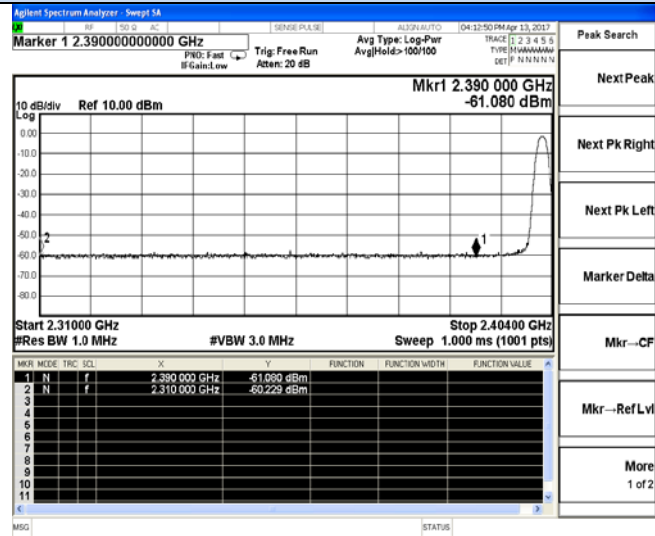 Agilent Spectrum Analyzer - Swept SA
RF 50 Ω AC SENSE:PULSE ALIGN AUTO 04:12:50 PM Apr 13, 2017
Marker 1 2.390000000000 GHz
PNO: Fast Trig: Free Run
IFGain:Low Atten: 20 dB
Avg Type: Log-Pwr
Avg|Hold:>100/100
TRACE 1 2 3 4 5 6
TYPE M
DET P N N N N N
Peak Search
Mkr1 2.390 000 GHz
-61.080 dBm
10 dB/div Ref 10.00 dBm
Log
0.00
-10.0
-20.0
-30.0
-40.0
-50.0
-60.0
-70.0
-80.0
2
1
Start 2.31000 GHz Stop 2.40400 GHz
#Res BW 1.0 MHz #VBW 3.0 MHz Sweep 1.000 ms (1001 pts)
MKR MODE TRC SCL X Y FUNCTION FUNCTION WIDTH FUNCTION VALUE
1 N f 2.390 000 GHz -61.080 dBm
2 N f 2.310 000 GHz -60.229 dBm
3
4
5
6
7
8
9
10
11
MSG STATUS
Next Peak
Next Pk Right
Next Pk Left
Marker Delta
Mkr→CF
Mkr→Ref Lvl
More
1 of 2